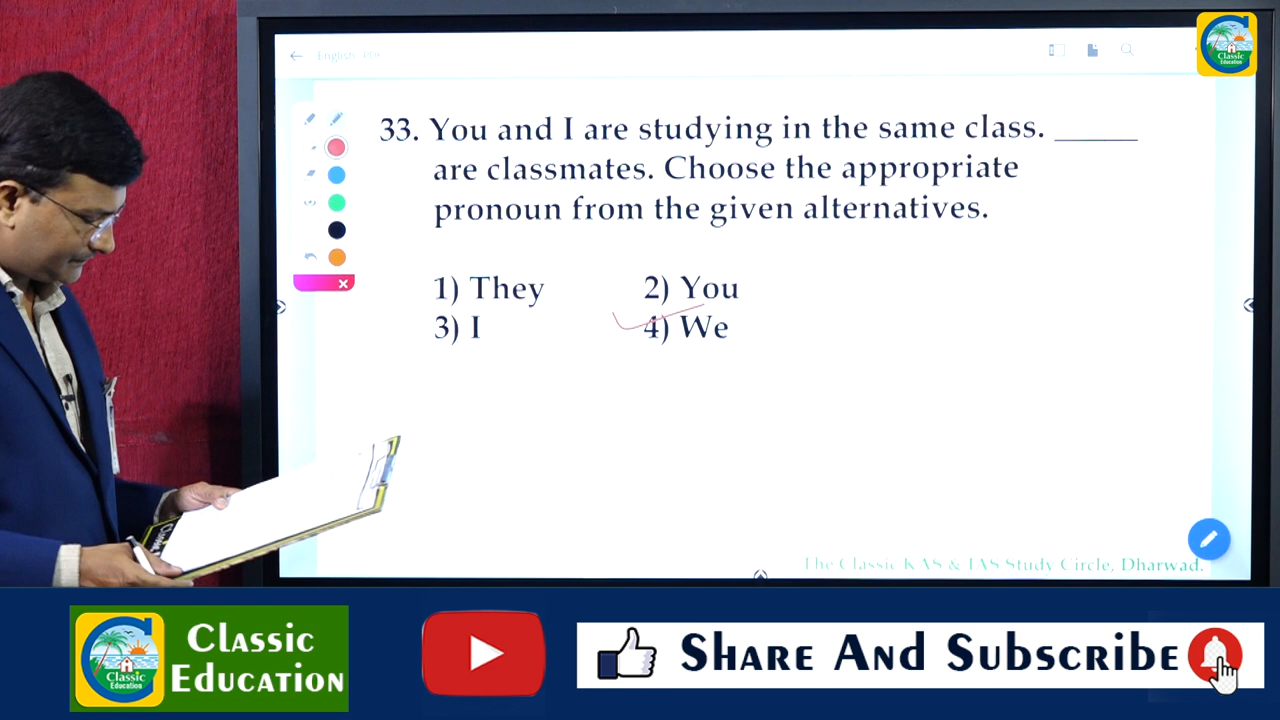 Classic
Education
33. You and I are studying in the same class. ______
are classmates. Choose the appropriate
pronoun from the given alternatives.
1) They 2) You
3) I 4) We
The Classic KAS & IAS Study Circle, Dharwad.
Classic
Education
Classic
Education
Share And Subscribe